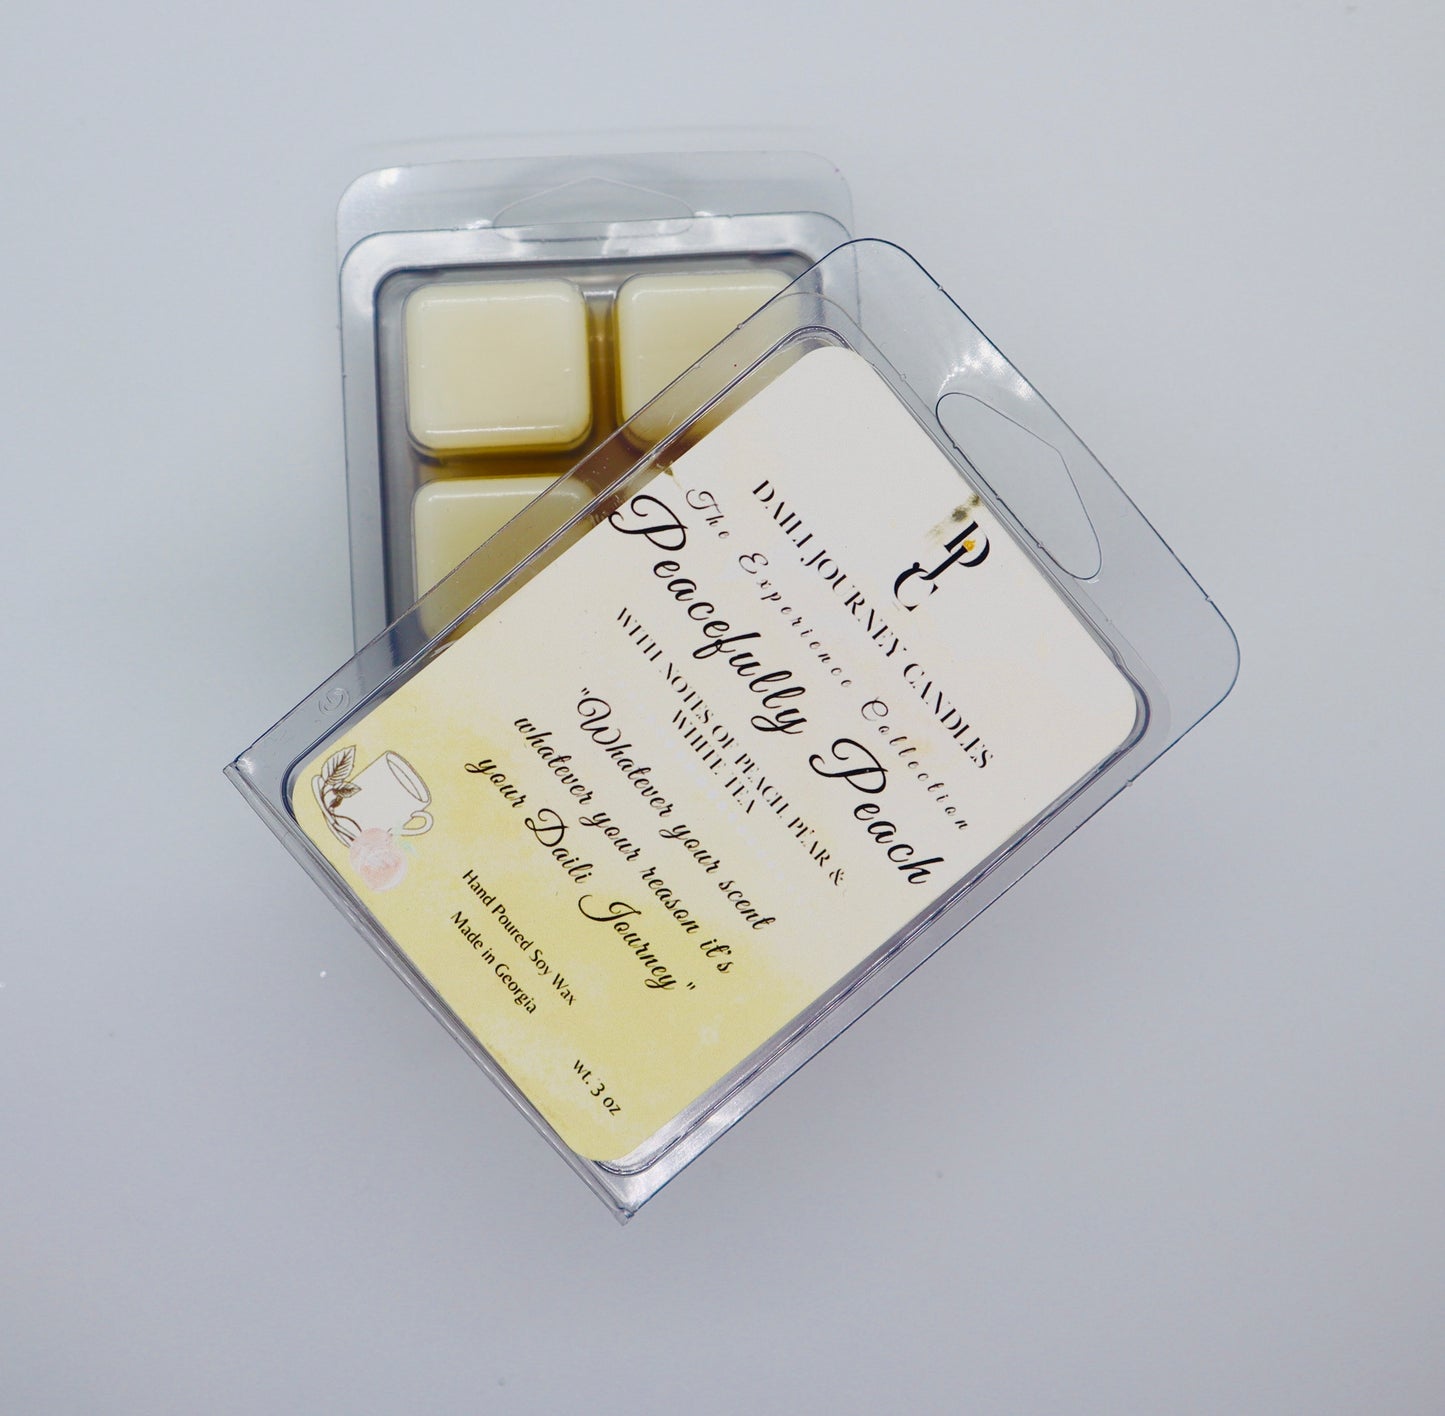 DJC
DAILI JOURNEY CANDLES
The Experience Collection
Peacefully Peach
WITH NOTES OF PEACH, PEAR &
WHITE TEA
"Whatever your scent
whatever your reason it's
your Daili Journey"
Hand Poured Soy Wax
Made in Georgia
wt. 3 oz